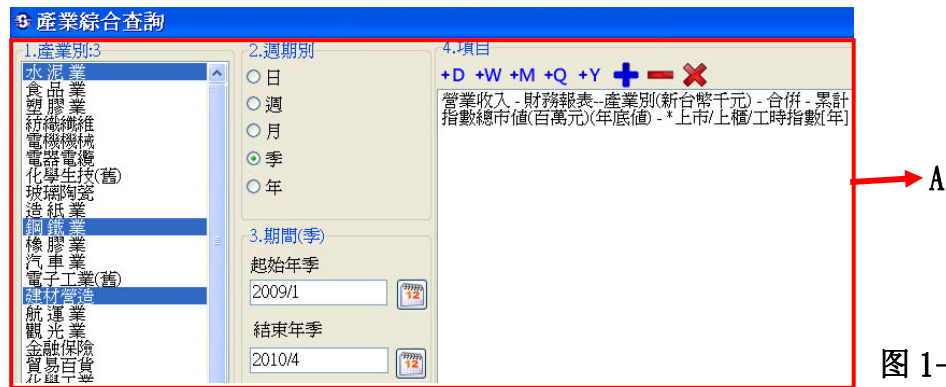 產業綜合查詢
1.產業別:3
水泥業
食品業
塑膠業
紡織纖維
電機機械
電器電纜
化學生技(舊)
玻璃陶瓷
造紙業
鋼鐵業
橡膠業
汽車業
電子工業(舊)
建材營造
航運業
觀光業
金融保險
貿易百貨
化學工業
2.週期別
日
週
月
季
年
3.期間(季)
起始年季
2009/1
結束年季
2010/4
4.項目
+D +W +M +Q +Y
營業收入 - 財務報表--產業別(新台幣千元) - 合併 - 累計
指數總市值(百萬元)(年底值) - *上市/上櫃/工時指數[年]
A
图 1-